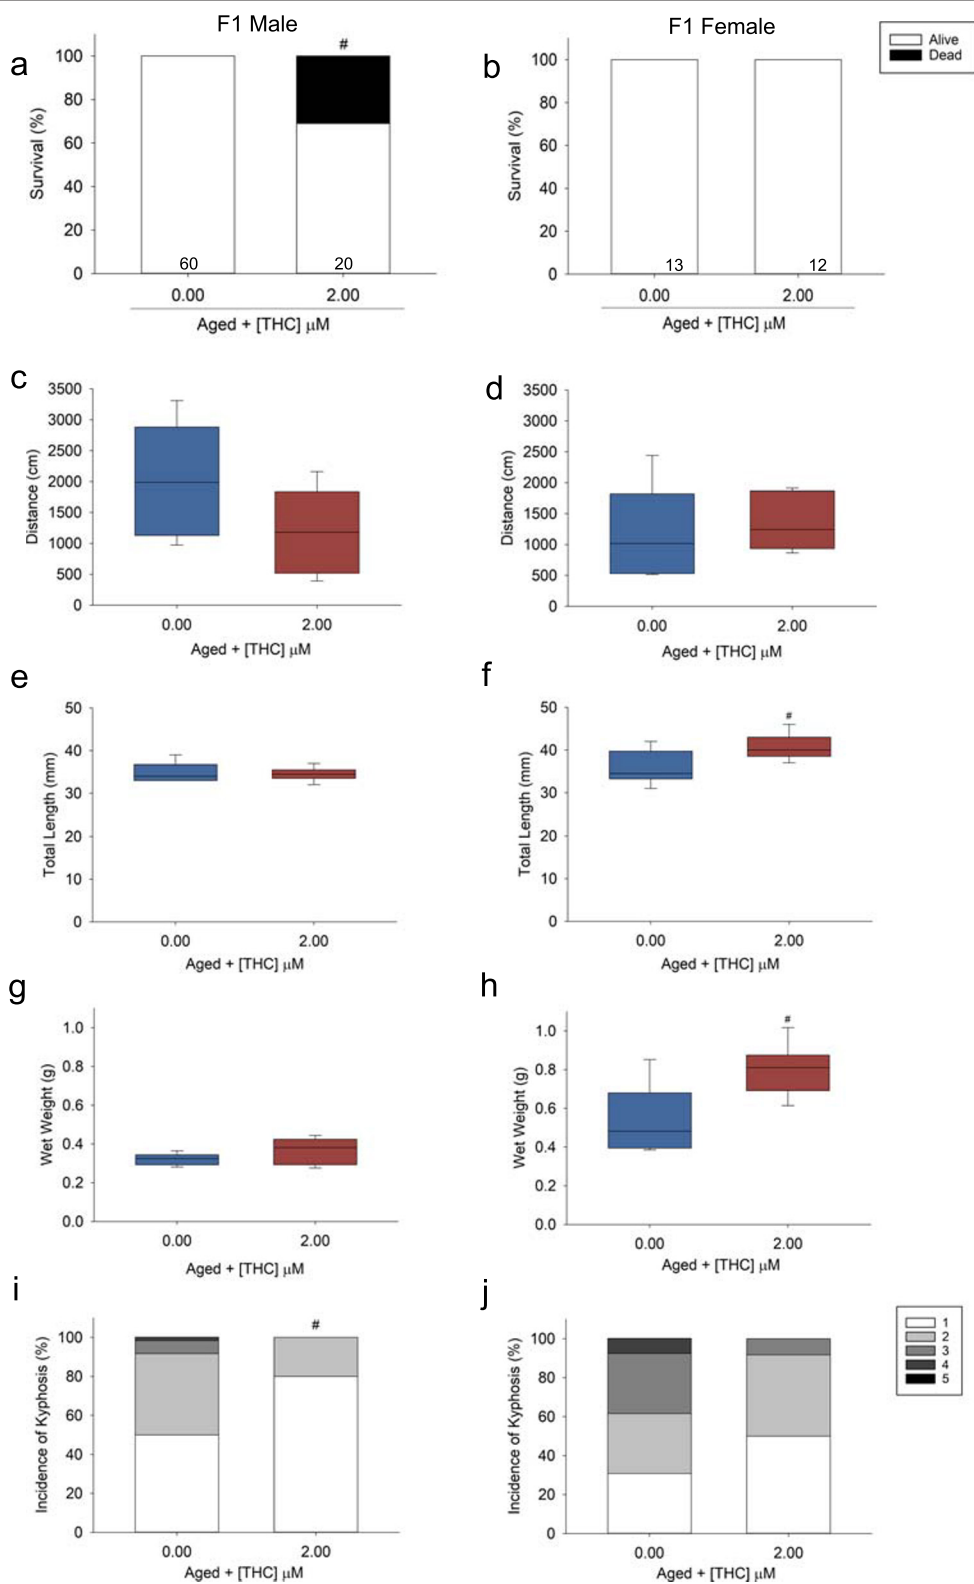 F1 Male
F1 Female
Alive
Dead
a
#
Survival (%)
100
80
60
40
20
0
60
20
0.00
2.00
Aged + [THC] µM
b
Survival (%)
100
80
60
40
20
0
13
12
0.00
2.00
Aged + [THC] µM
c
Distance (cm)
3500
3000
2500
2000
1500
1000
500
0
0.00
2.00
Aged + [THC] µM
d
Distance (cm)
3500
3000
2500
2000
1500
1000
500
0
0.00
2.00
Aged + [THC] µM
e
Total Length (mm)
50
40
30
20
10
0
0.00
2.00
Aged + [THC] µM
f
#
Total Length (mm)
50
40
30
20
10
0
0.00
2.00
Aged + [THC] µM
g
Wet Weight (g)
1.0
0.8
0.6
0.4
0.2
0.0
0.00
2.00
Aged + [THC] µM
h
#
Wet Weight (g)
1.0
0.8
0.6
0.4
0.2
0.0
0.00
2.00
Aged + [THC] µM
i
#
Incidence of Kyphosis (%)
100
80
60
40
20
0
0.00
2.00
Aged + [THC] µM
j
Incidence of Kyphosis (%)
100
80
60
40
20
0
0.00
2.00
Aged + [THC] µM
1
2
3
4
5